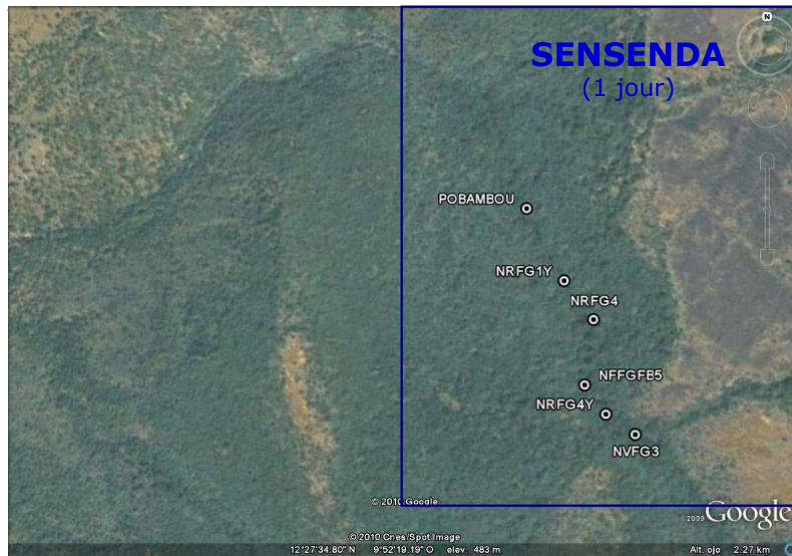 N
SENSENDA
(1 jour)
POBAMBOU
NRFG1Y
NRFG4
NFFGFB5
NRFG4Y
NVFG3
© 2010 Google
©2009 Google
© 2010 Cnes/Spot Image
12°27'34.80" N 9°52'19.19" O elev. 483 m Alt. ojo 2.27 km